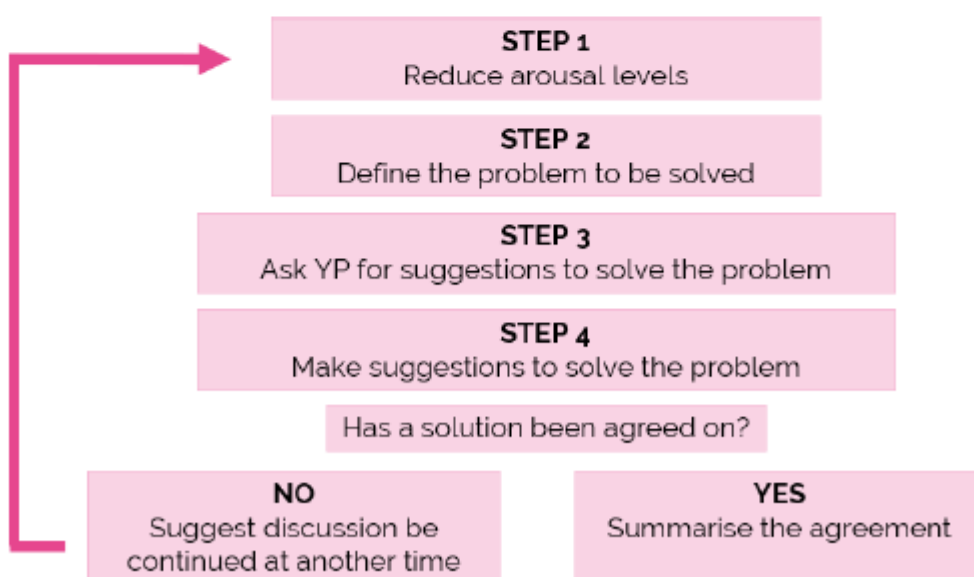 STEP 1
Reduce arousal levels
STEP 2
Define the problem to be solved
STEP 3
Ask YP for suggestions to solve the problem
STEP 4
Make suggestions to solve the problem
Has a solution been agreed on?
NO
Suggest discussion be
continued at another time
YES
Summarise the agreement